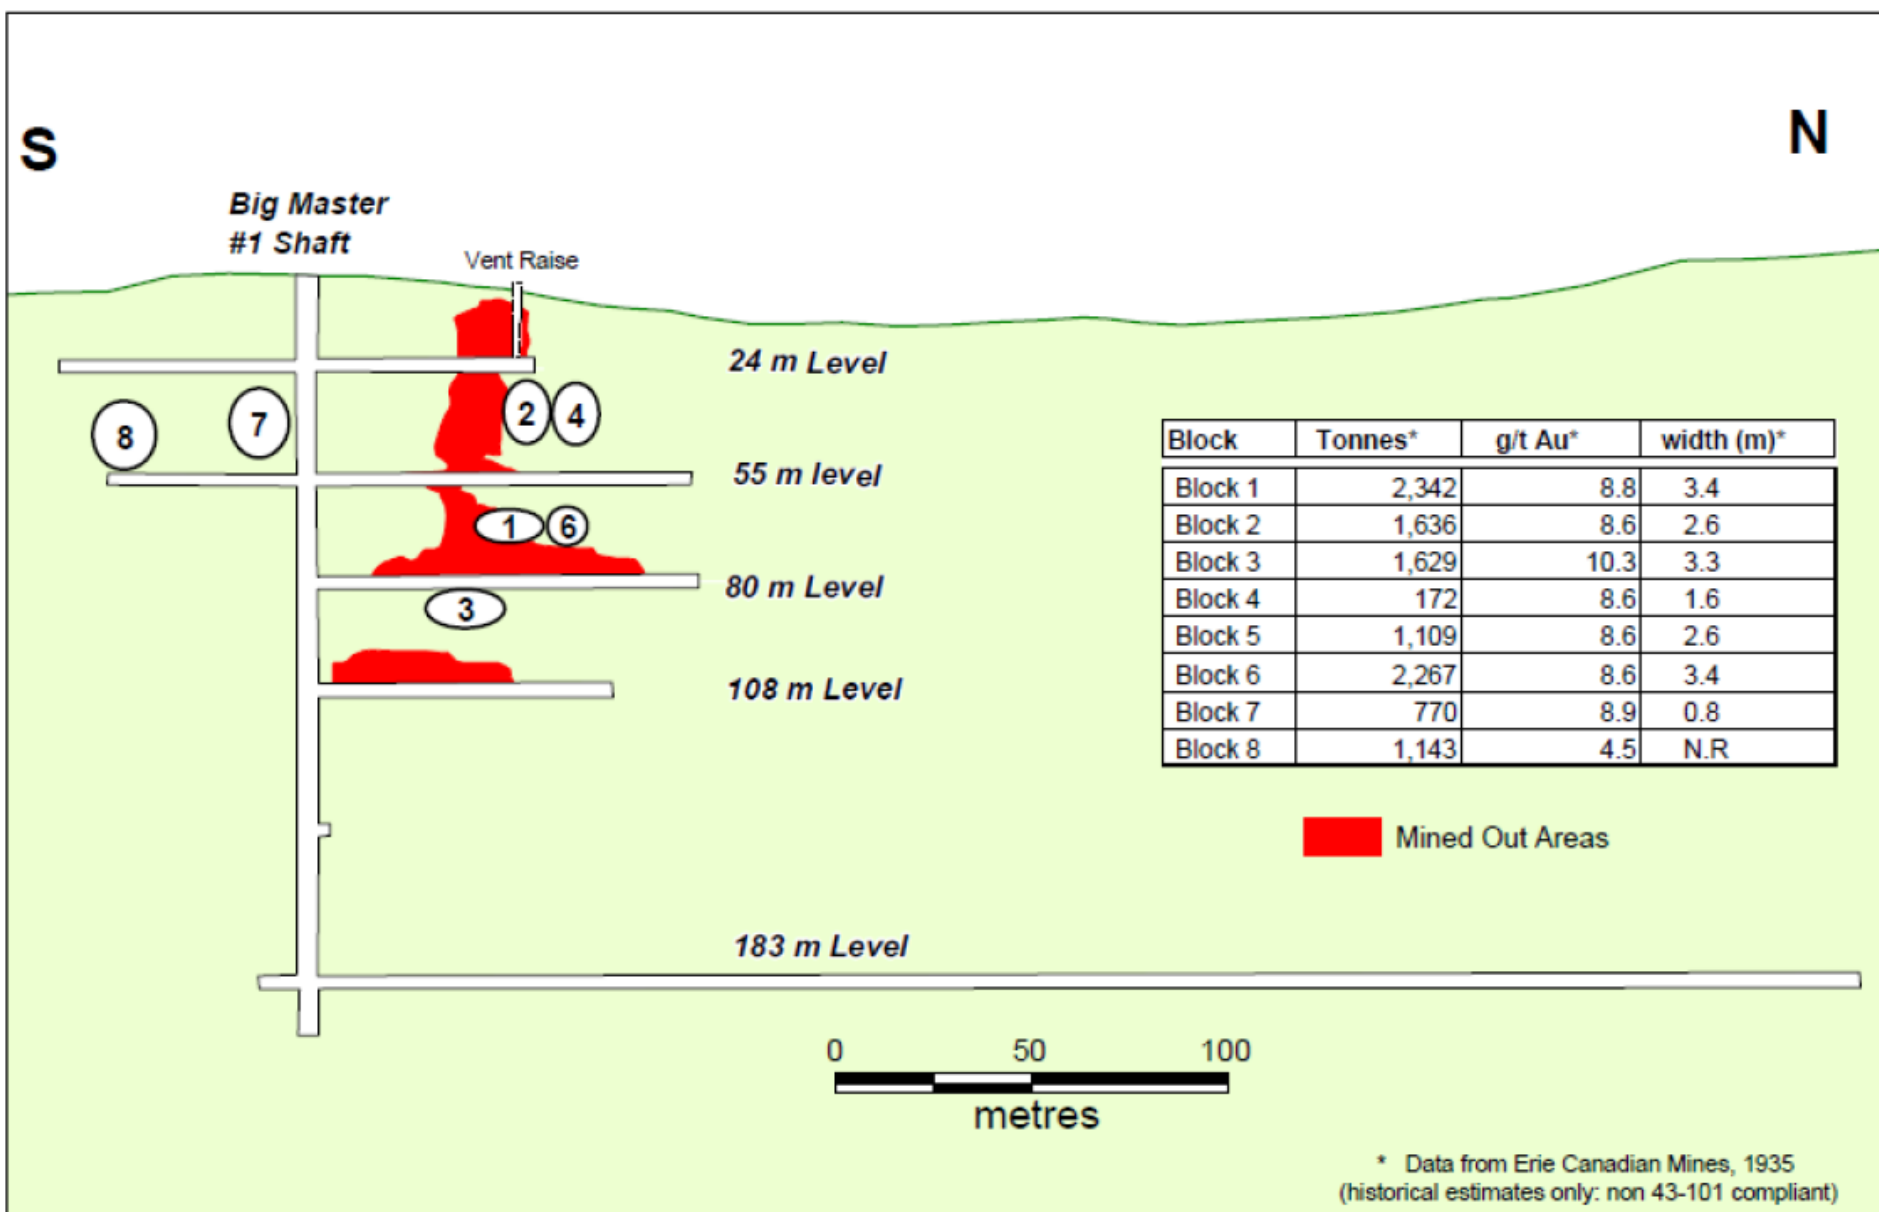 S
N
Big Master
#1 Shaft
Vent Raise
24 m Level
2
4
7
8
55 m level
1
6
80 m Level
3
108 m Level
183 m Level
Block Tonnes* g/t Au* width (m)*
Block 1 2,342 8.8 3.4
Block 2 1,636 8.6 2.6
Block 3 1,629 10.3 3.3
Block 4 172 8.6 1.6
Block 5 1,109 8.6 2.6
Block 6 2,267 8.6 3.4
Block 7 770 8.9 0.8
Block 8 1,143 4.5 N.R
Mined Out Areas
0 50 100
metres
* Data from Erie Canadian Mines, 1935
(historical estimates only: non 43-101 compliant)